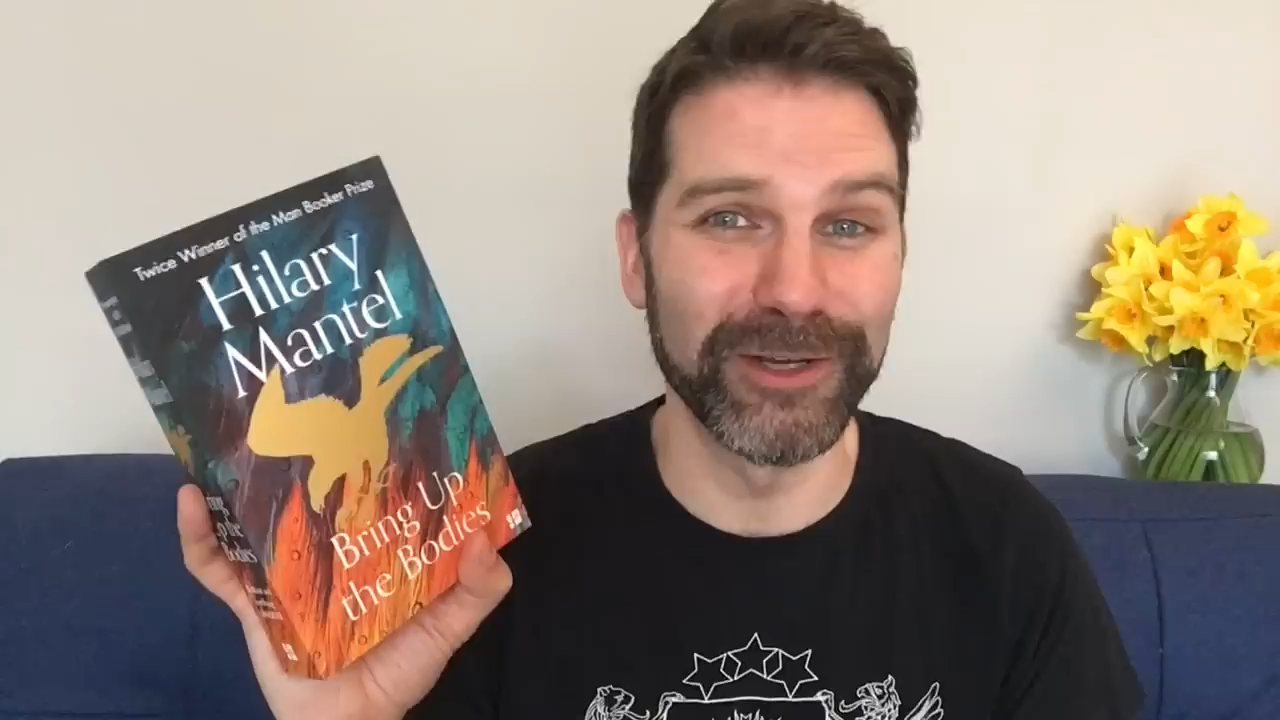 Twice Winner of the Man Booker Prize
Hilary
Mantel
Bring Up
the Bodies